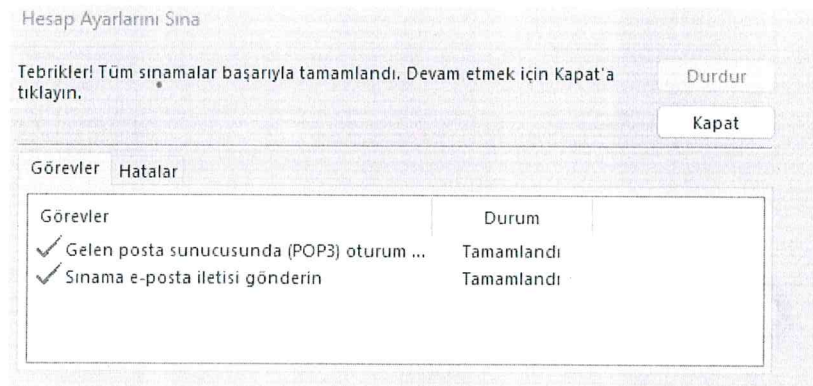 Hesap Ayarlarını Sına
Tebrikler! Tüm sınamalar başarıyla tamamlandı. Devam etmek için Kapat'a
tıklayın.
Durdur
Kapat
Görevler Hatalar
Görevler Durum
Gelen posta sunucusunda (POP3) oturum ... Tamamlandı
Sınama e-posta iletisi gönderin Tamamlandı